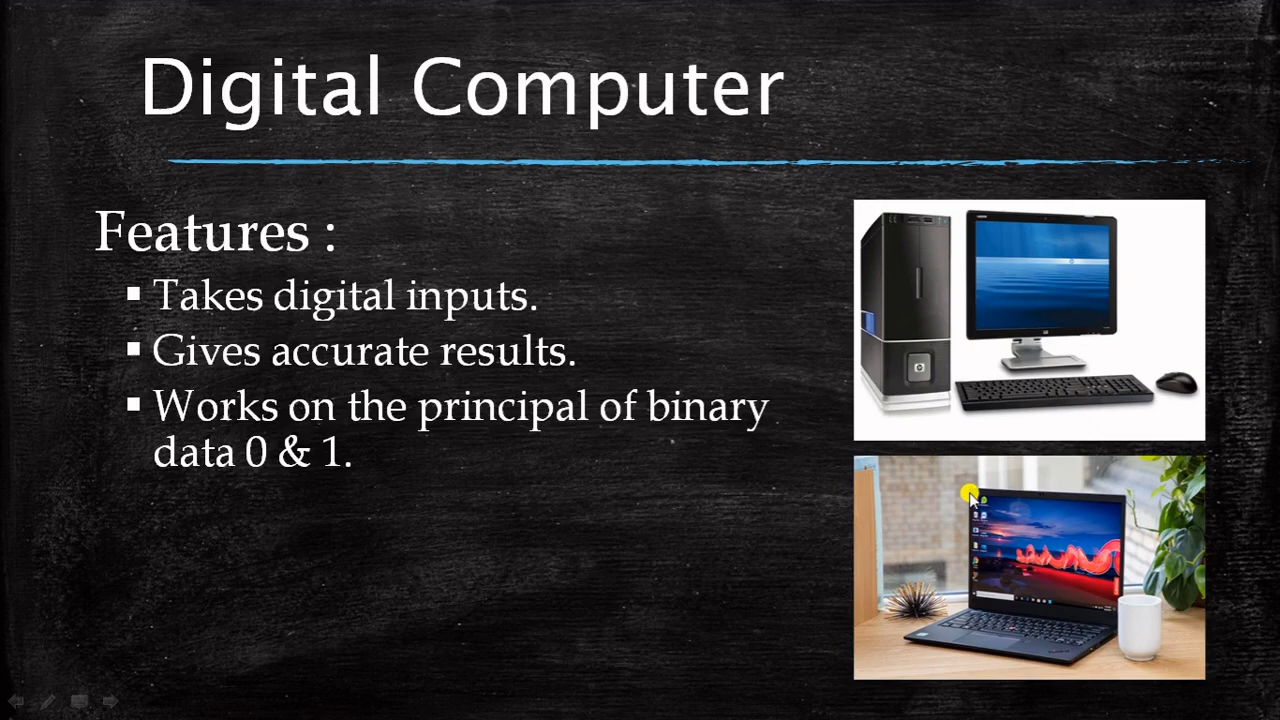 Digital Computer
Features :
▪ Takes digital inputs.
▪ Gives accurate results.
▪ Works on the principal of binary
data 0 & 1.